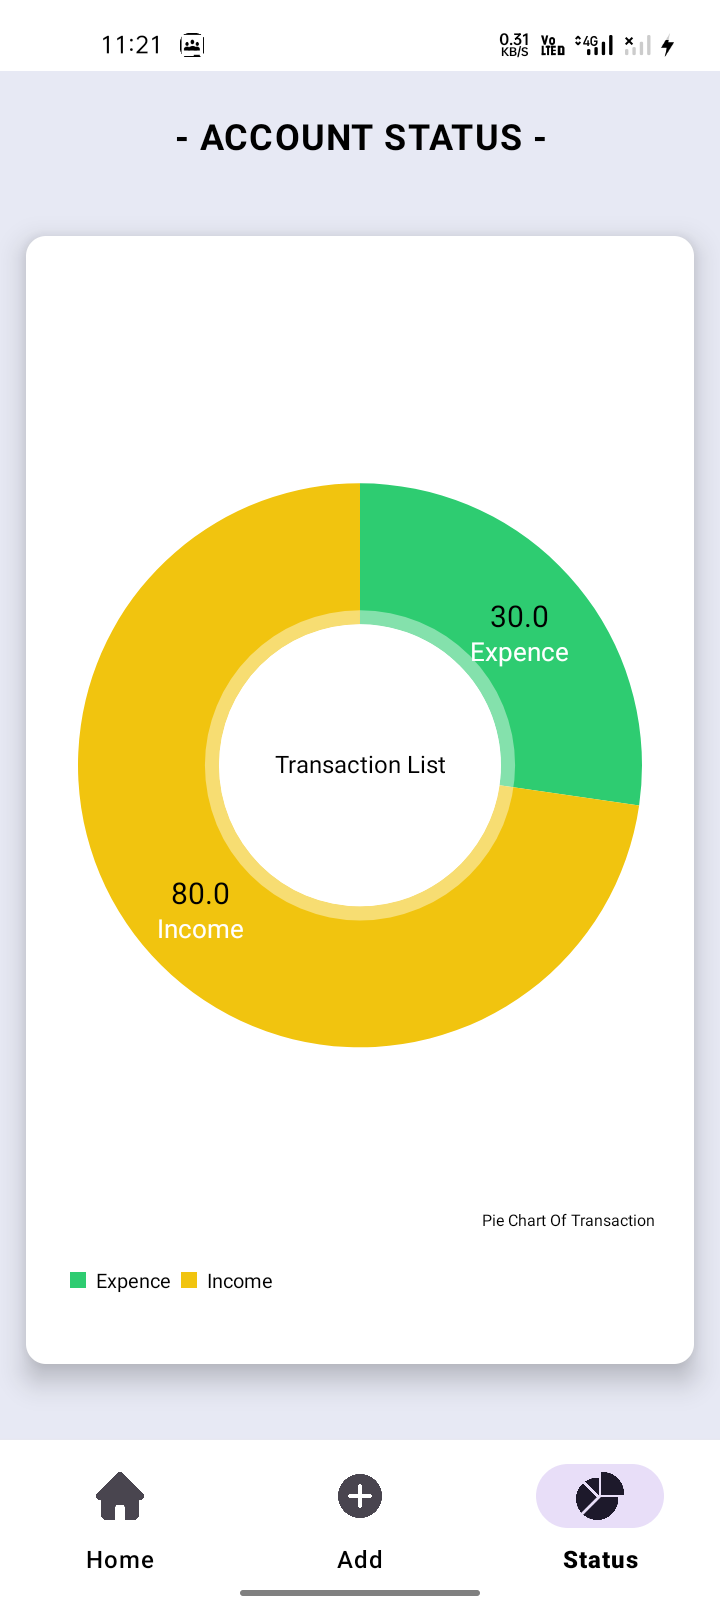 11:21
0.31 KB/S Vo LTE 4G
- ACCOUNT STATUS -
30.0
Expence
Transaction List
80.0
Income
Pie Chart Of Transaction
Expence Income
Home Add Status